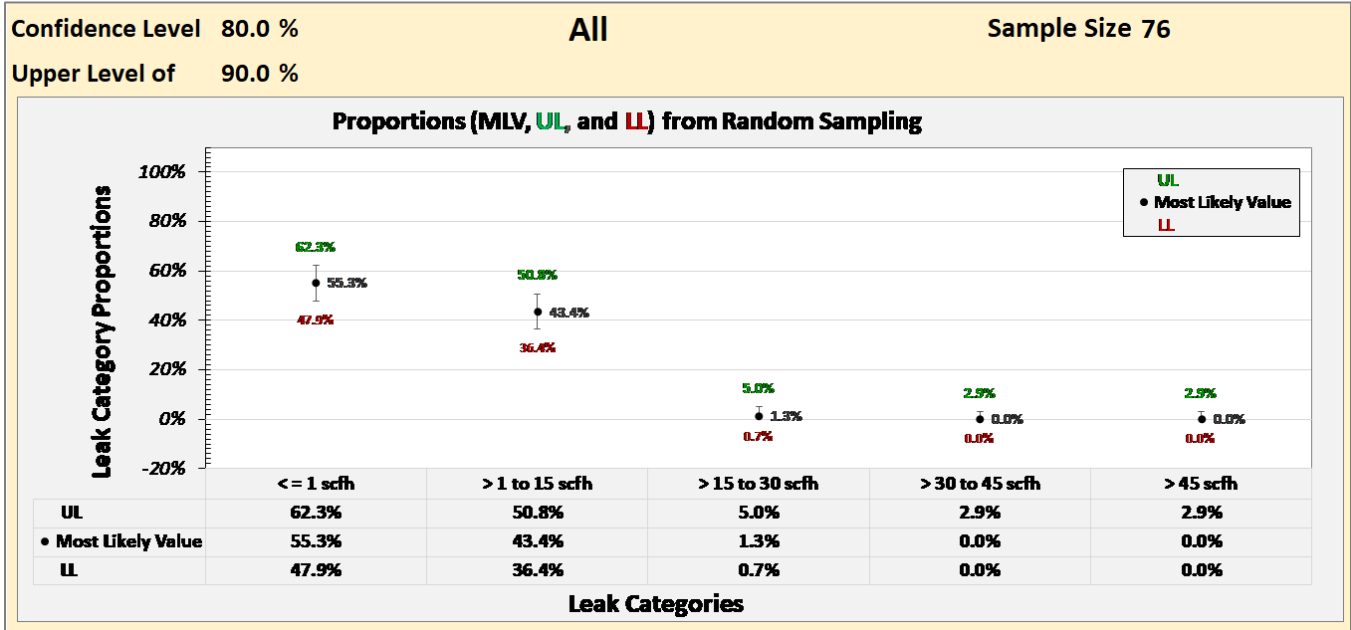 Confidence Level 80.0 % All Sample Size 76
Upper Level of 90.0 %
Proportions (MLV, UL, and LL) from Random Sampling
Leak Category Proportions
100%
80%
60%
40%
20%
0%
-20%
UL
• Most Likely Value
LL
62.3%
55.3%
47.9%
50.8%
43.4%
36.4%
5.0%
1.3%
0.7%
2.9%
0.0%
0.0%
2.9%
0.0%
0.0%
<= 1 scfh > 1 to 15 scfh > 15 to 30 scfh > 30 to 45 scfh > 45 scfh
UL 62.3% 50.8% 5.0% 2.9% 2.9%
• Most Likely Value 55.3% 43.4% 1.3% 0.0% 0.0%
LL 47.9% 36.4% 0.7% 0.0% 0.0%
Leak Categories